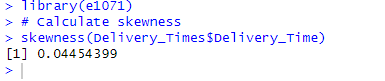 > library(e1071)
> # Calculate skewness
> skewness(Delivery_Times$Delivery_Time)
[1] 0.04454399
>